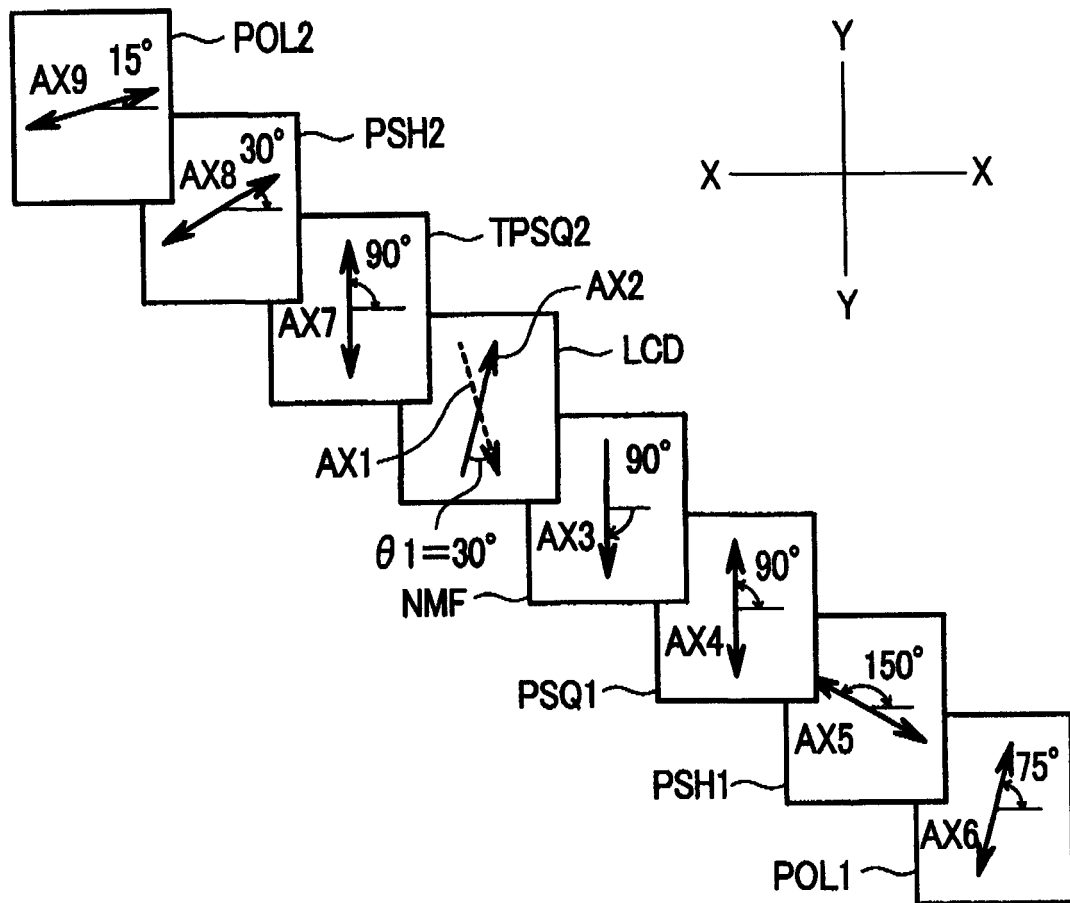 POL2
15°
AX9
Y
PSH2
30°
AX8
X
X
TPSQ2
90°
AX7
AX2
Y
LCD
AX1
90°
AX3
θ1=30°
NMF
90°
AX4
PSQ1
150°
AX5
PSH1
75°
AX6
POL1